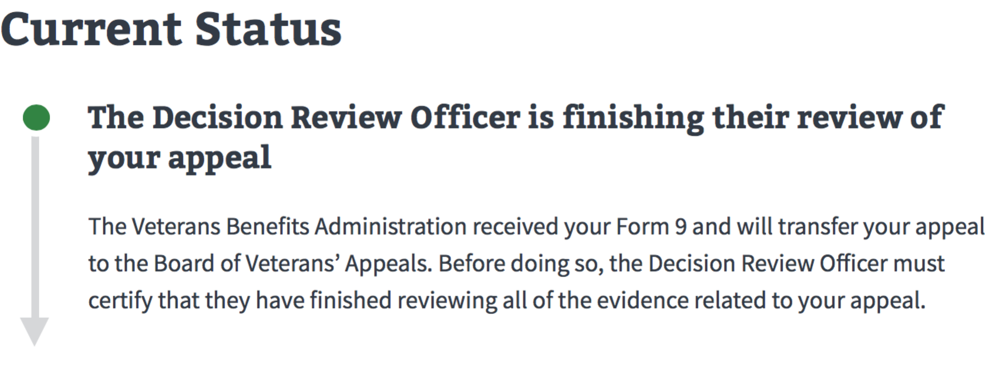 Current Status
The Decision Review Officer is finishing their review of
your appeal
The Veterans Benefits Administration received your Form 9 and will transfer your appeal
to the Board of Veterans’ Appeals. Before doing so, the Decision Review Officer must
certify that they have finished reviewing all of the evidence related to your appeal.